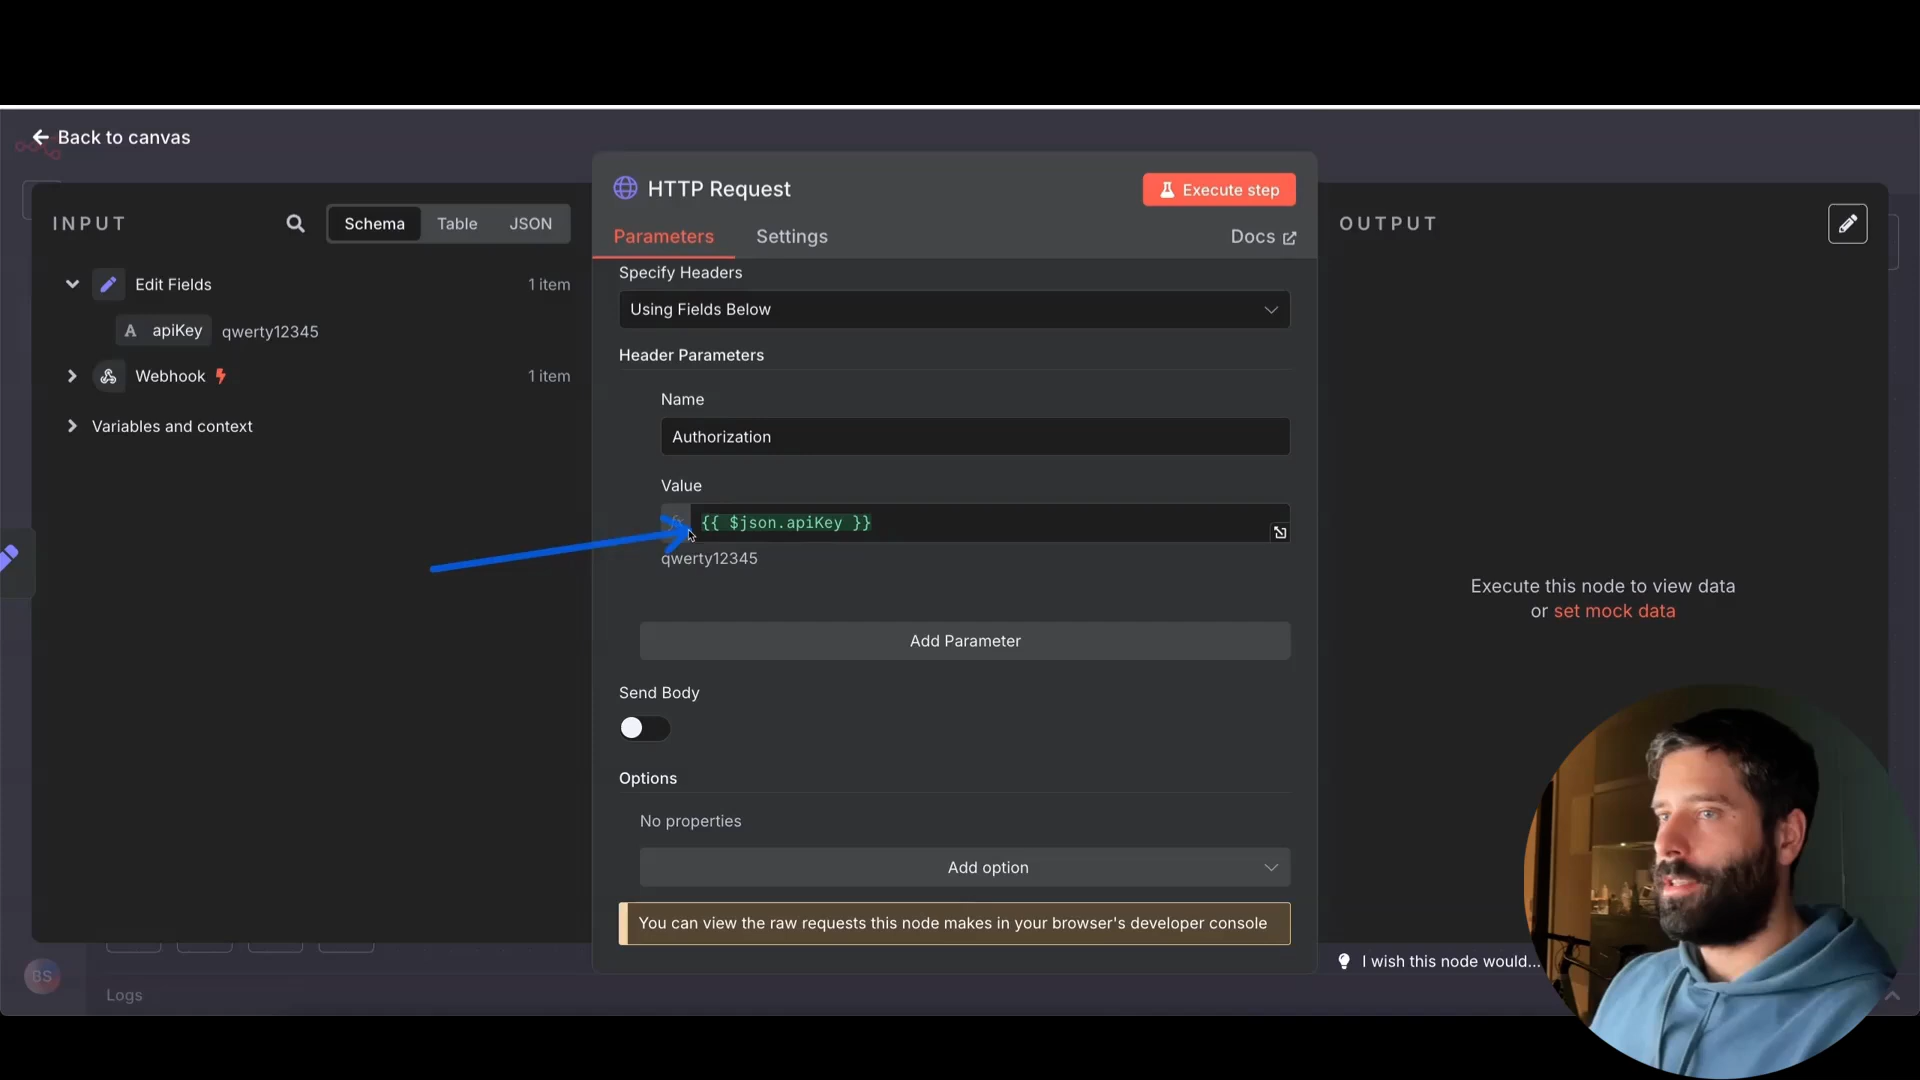 Back to canvas
INPUT
Schema
Table
JSON
Edit Fields
1 item
A
apiKey
qwerty12345
Webhook
1 item
Variables and context
HTTP Request
Execute step
Parameters
Settings
Docs
Specify Headers
Using Fields Below
Header Parameters
Name
Authorization
Value
fx
{{ $json.apiKey }}
qwerty12345
Add Parameter
Send Body
Options
No properties
Add option
You can view the raw requests this node makes in your browser's developer console
OUTPUT
Execute this node to view data
or set mock data
I wish this node would...
BS
Logs